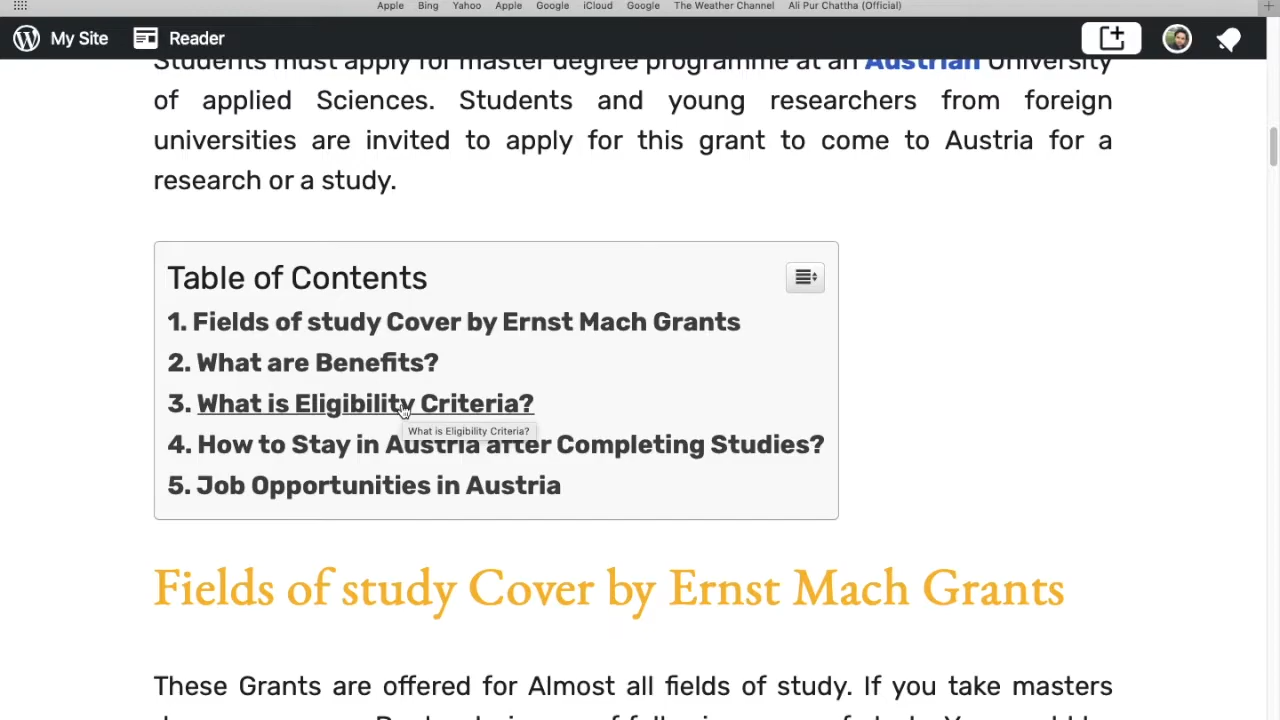 Apple Bing Yahoo Apple Google iCloud Google The Weather Channel Ali Pur Chattha (Official)
My Site Reader
Students must apply for master degree programme at an Austrian University
of applied Sciences. Students and young researchers from foreign
universities are invited to apply for this grant to come to Austria for a
research or a study.
Table of Contents
1. Fields of study Cover by Ernst Mach Grants
2. What are Benefits?
3. What is Eligibility Criteria?
What is Eligibility Criteria?
4. How to Stay in Austria after Completing Studies?
5. Job Opportunities in Austria
Fields of study Cover by Ernst Mach Grants
These Grants are offered for Almost all fields of study. If you take masters